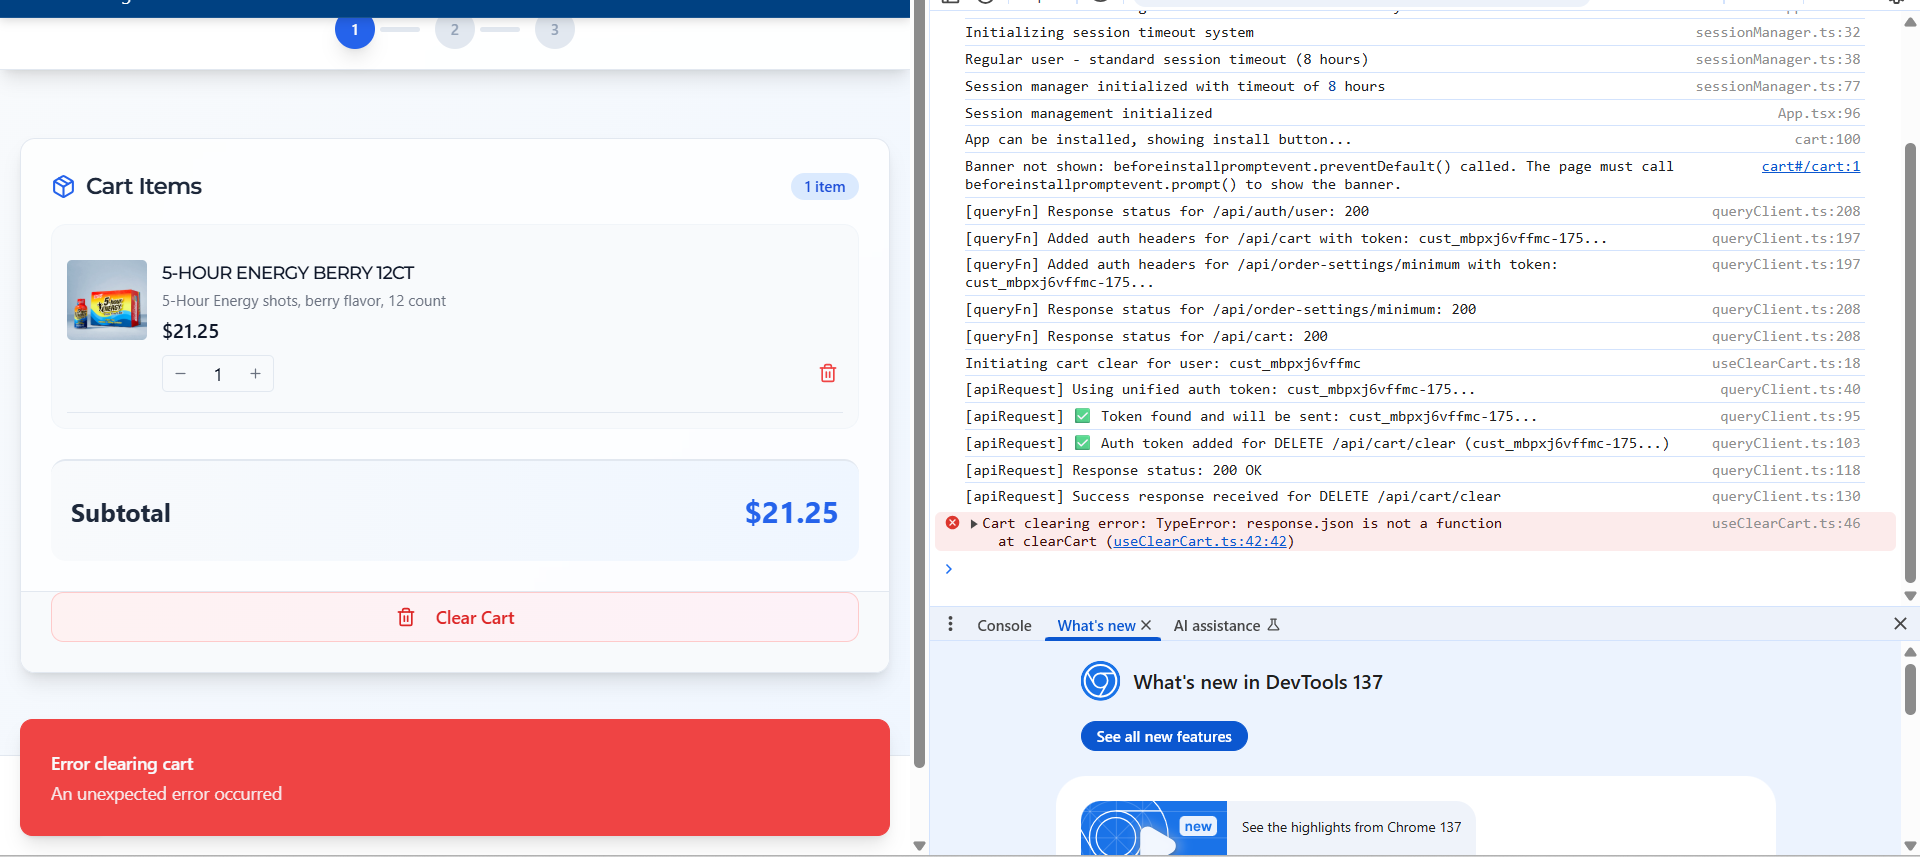 1
2
3
Cart Items
1 item
5-HOUR ENERGY BERRY 12CT
5-Hour Energy shots, berry flavor, 12 count
$21.25
− 1 +
Subtotal
$21.25
Clear Cart
Error clearing cart
An unexpected error occurred
Initializing session timeout system sessionManager.ts:32
Regular user - standard session timeout (8 hours) sessionManager.ts:38
Session manager initialized with timeout of 8 hours sessionManager.ts:77
Session management initialized App.tsx:96
App can be installed, showing install button... cart:100
Banner not shown: beforeinstallpromptevent.preventDefault() called. The page must call cart#/cart:1
beforeinstallpromptevent.prompt() to show the banner.
[queryFn] Response status for /api/auth/user: 200 queryClient.ts:208
[queryFn] Added auth headers for /api/cart with token: cust_mbpxj6vffmc-175... queryClient.ts:197
[queryFn] Added auth headers for /api/order-settings/minimum with token: queryClient.ts:197
cust_mbpxj6vffmc-175...
[queryFn] Response status for /api/order-settings/minimum: 200 queryClient.ts:208
[queryFn] Response status for /api/cart: 200 queryClient.ts:208
Initiating cart clear for user: cust_mbpxj6vffmc useClearCart.ts:18
[apiRequest] Using unified auth token: cust_mbpxj6vffmc-175... queryClient.ts:40
[apiRequest] ✅ Token found and will be sent: cust_mbpxj6vffmc-175... queryClient.ts:95
[apiRequest] ✅ Auth token added for DELETE /api/cart/clear (cust_mbpxj6vffmc-175...) queryClient.ts:103
[apiRequest] Response status: 200 OK queryClient.ts:118
[apiRequest] Success response received for DELETE /api/cart/clear queryClient.ts:130
Cart clearing error: TypeError: response.json is not a function useClearCart.ts:46
at clearCart (useClearCart.ts:42:42)
Console
What's new
AI assistance
What's new in DevTools 137
See all new features
new
See the highlights from Chrome 137